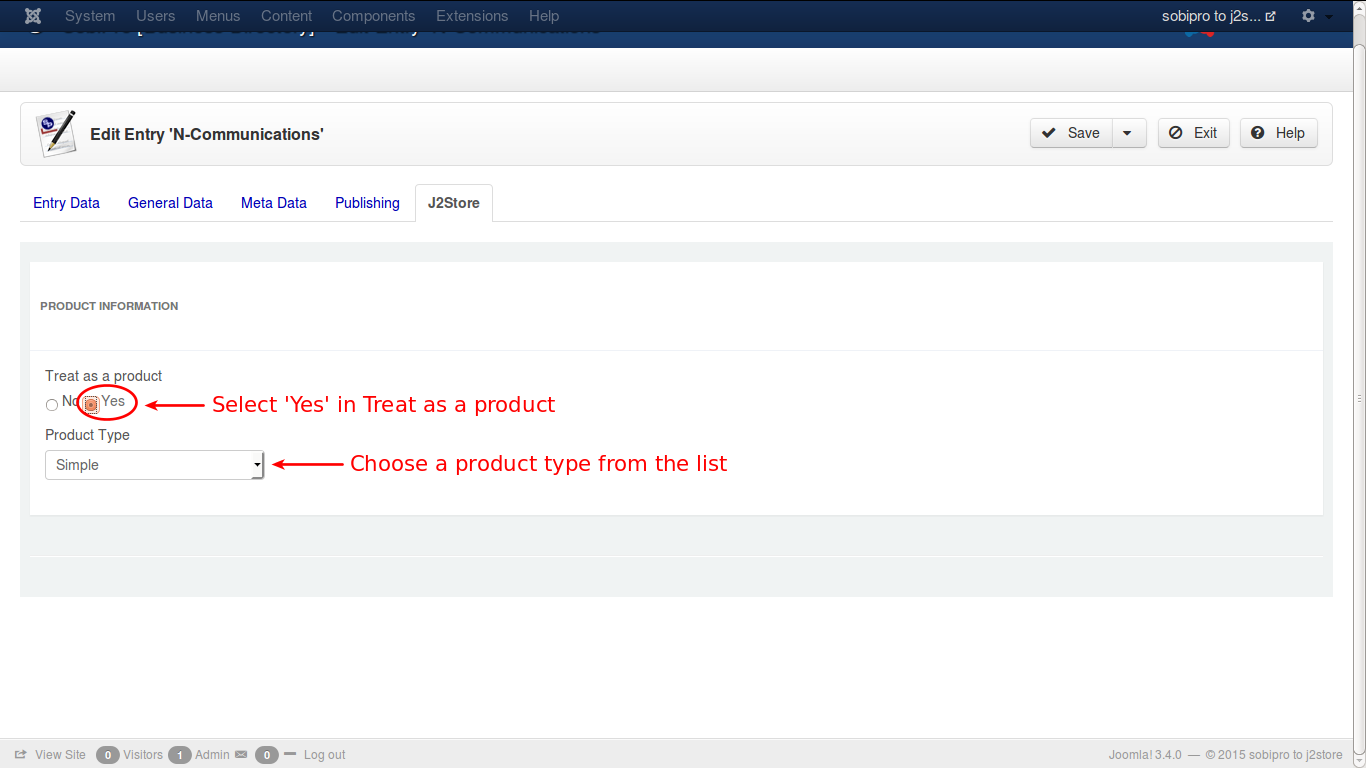 System Users Menus Content Components Extensions Help sobipro to j2s...
Edit Entry 'N-Communications'
Save Exit Help
Entry Data General Data Meta Data Publishing J2Store
PRODUCT INFORMATION
Treat as a product
No Yes Select 'Yes' in Treat as a product
Product Type
Simple Choose a product type from the list
View Site 0 Visitors 1 Admin 0 Log out Joomla! 3.4.0 — © 2015 sobipro to j2store